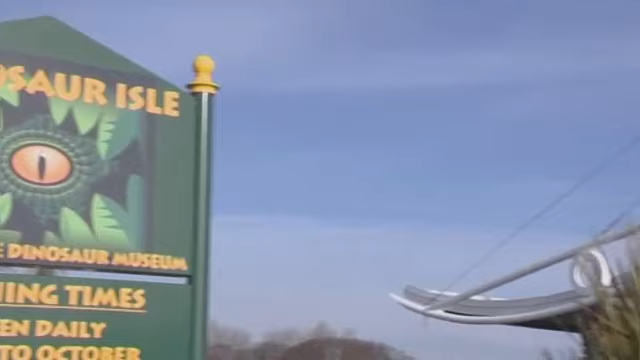 OSAUR ISLE
E DINOSAUR MUSEUM
NING TIMES
EN DAILY
TO OCTOBER